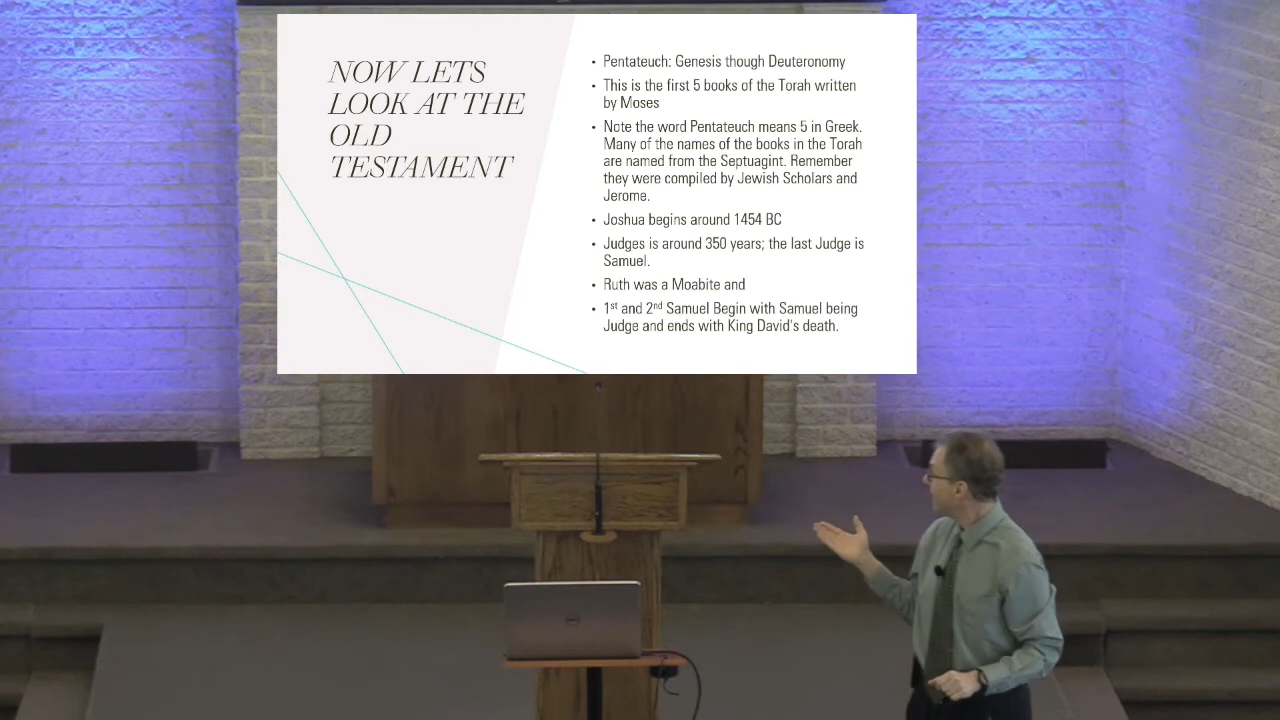 NOW LETS
LOOK AT THE
OLD
TESTAMENT
• Pentateuch: Genesis though Deuteronomy
• This is the first 5 books of the Torah written
by Moses
• Note the word Pentateuch means 5 in Greek.
Many of the names of the books in the Torah
are named from the Septuagint. Remember
they were compiled by Jewish Scholars and
Jerome.
• Joshua begins around 1454 BC
• Judges is around 350 years; the last Judge is
Samuel.
• Ruth was a Moabite and
• 1st and 2nd Samuel Begin with Samuel being
Judge and ends with King David's death.